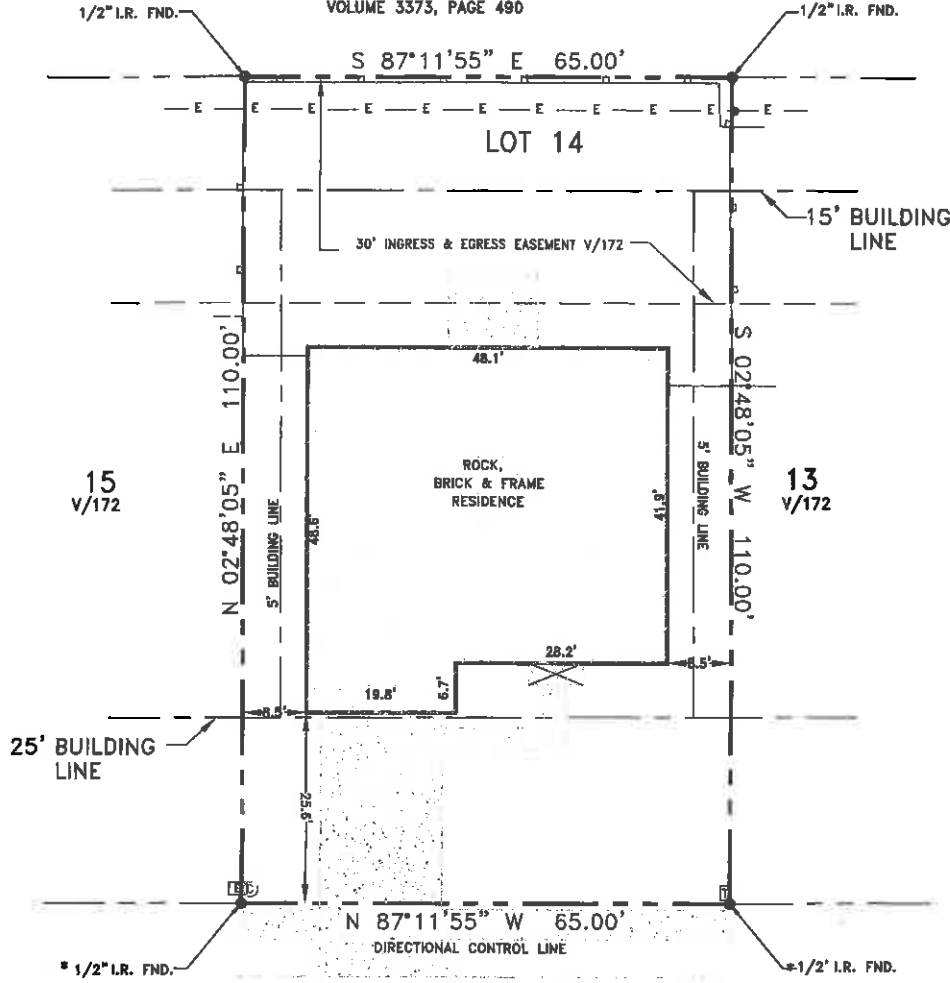 VOLUME 3373, PAGE 490
1/2" I.R. FND.
1/2" I.R. FND.
S 87°11'55" E 65.00'
E E E E E E E E E E
LOT 14
15' BUILDING
LINE
30' INGRESS & EGRESS EASEMENT V/172
48.1'
N 02°48'05" E 110.00'
S 02°48'05" W 110.00'
15
V/172
ROCK,
BRICK & FRAME
RESIDENCE
13
V/172
5' BUILDING LINE
5' BUILDING LINE
48.6'
41.9'
28.2'
8.5'
6.7'
19.8'
8.5'
25' BUILDING
LINE
25.6'
E C
T
N 87°11'55" W 65.00'
DIRECTIONAL CONTROL LINE
* 1/2" I.R. FND.
* 1/2' I.R. FND.